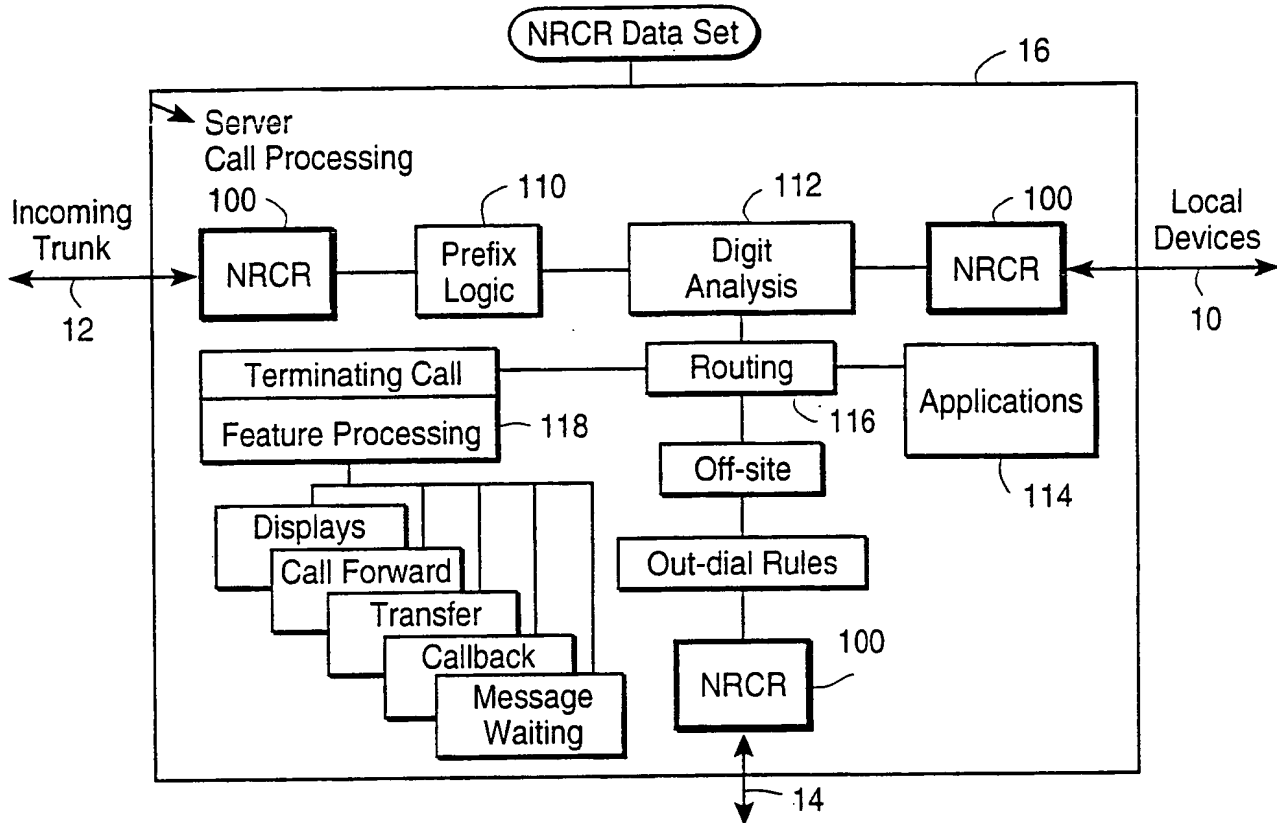 NRCR Data Set
16
Server
Call Processing
Incoming
Trunk
12
100
NRCR
110
Prefix
Logic
112
Digit
Analysis
100
NRCR
Local
Devices
10
Terminating Call
Feature Processing
118
Routing
116
Applications
114
Off-site
Out-dial Rules
Displays
Call Forward
Transfer
Callback
Message
Waiting
NRCR
100
14